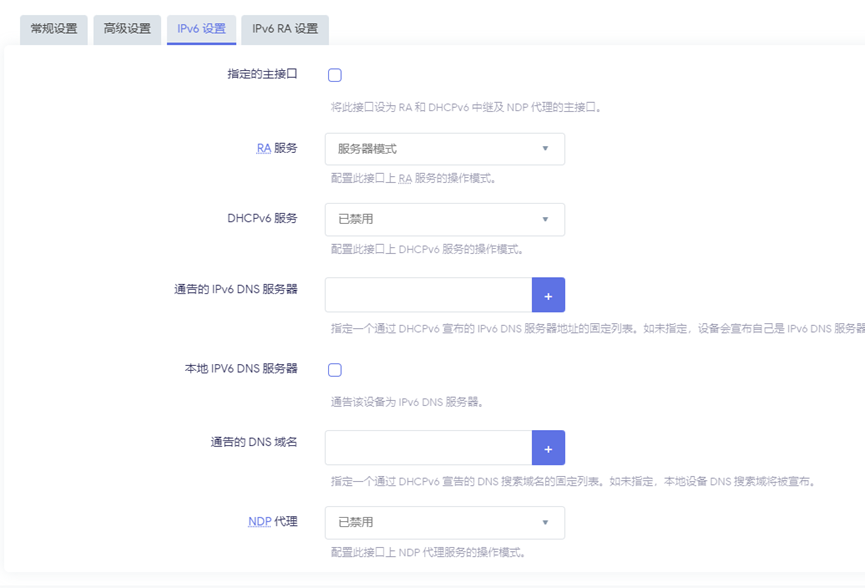 常规设置 高级设置 IPv6 设置 IPv6 RA 设置
指定的主接口
将此接口设为 RA 和 DHCPv6 中继及 NDP 代理的主接口。
RA 服务 服务器模式
配置此接口上 RA 服务的操作模式。
DHCPv6 服务 已禁用
配置此接口上 DHCPv6 服务的操作模式。
通告的 IPv6 DNS 服务器 +
指定一个通过 DHCPv6 宣布的 IPv6 DNS 服务器地址的固定列表。如未指定，设备会宣布自己是 IPv6 DNS 服务器
本地 IPV6 DNS 服务器
通告该设备为 IPv6 DNS 服务器。
通告的 DNS 域名 +
指定一个通过 DHCPv6 宣告的 DNS 搜索域名的固定列表。如未指定，本地设备 DNS 搜索域将被宣布。
NDP 代理 已禁用
配置此接口上 NDP 代理服务的操作模式。